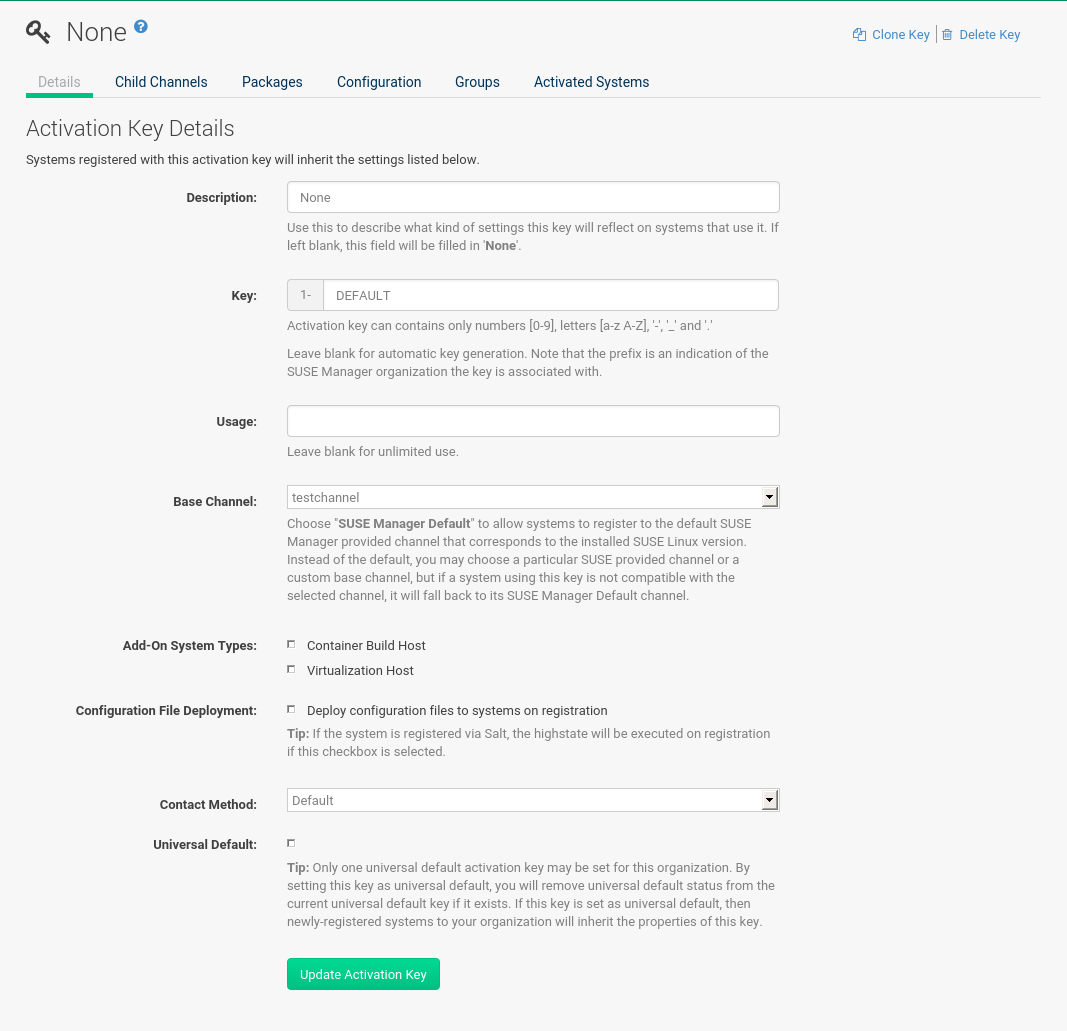 None ?
Clone Key | Delete Key
Details Child Channels Packages Configuration Groups Activated Systems
Activation Key Details
Systems registered with this activation key will inherit the settings listed below.
Description: None
Use this to describe what kind of settings this key will reflect on systems that use it. If
left blank, this field will be filled in 'None'.
Key: 1- DEFAULT
Activation key can contains only numbers [0-9], letters [a-z A-Z], '-', '_' and '.'
Leave blank for automatic key generation. Note that the prefix is an indication of the
SUSE Manager organization the key is associated with.
Usage:
Leave blank for unlimited use.
Base Channel: testchannel
Choose "SUSE Manager Default" to allow systems to register to the default SUSE
Manager provided channel that corresponds to the installed SUSE Linux version.
Instead of the default, you may choose a particular SUSE provided channel or a
custom base channel, but if a system using this key is not compatible with the
selected channel, it will fall back to its SUSE Manager Default channel.
Add-On System Types: Container Build Host
Virtualization Host
Configuration File Deployment: Deploy configuration files to systems on registration
Tip: If the system is registered via Salt, the highstate will be executed on registration
if this checkbox is selected.
Contact Method: Default
Universal Default:
Tip: Only one universal default activation key may be set for this organization. By
setting this key as universal default, you will remove universal default status from the
current universal default key if it exists. If this key is set as universal default, then
newly-registered systems to your organization will inherit the properties of this key.
Update Activation Key